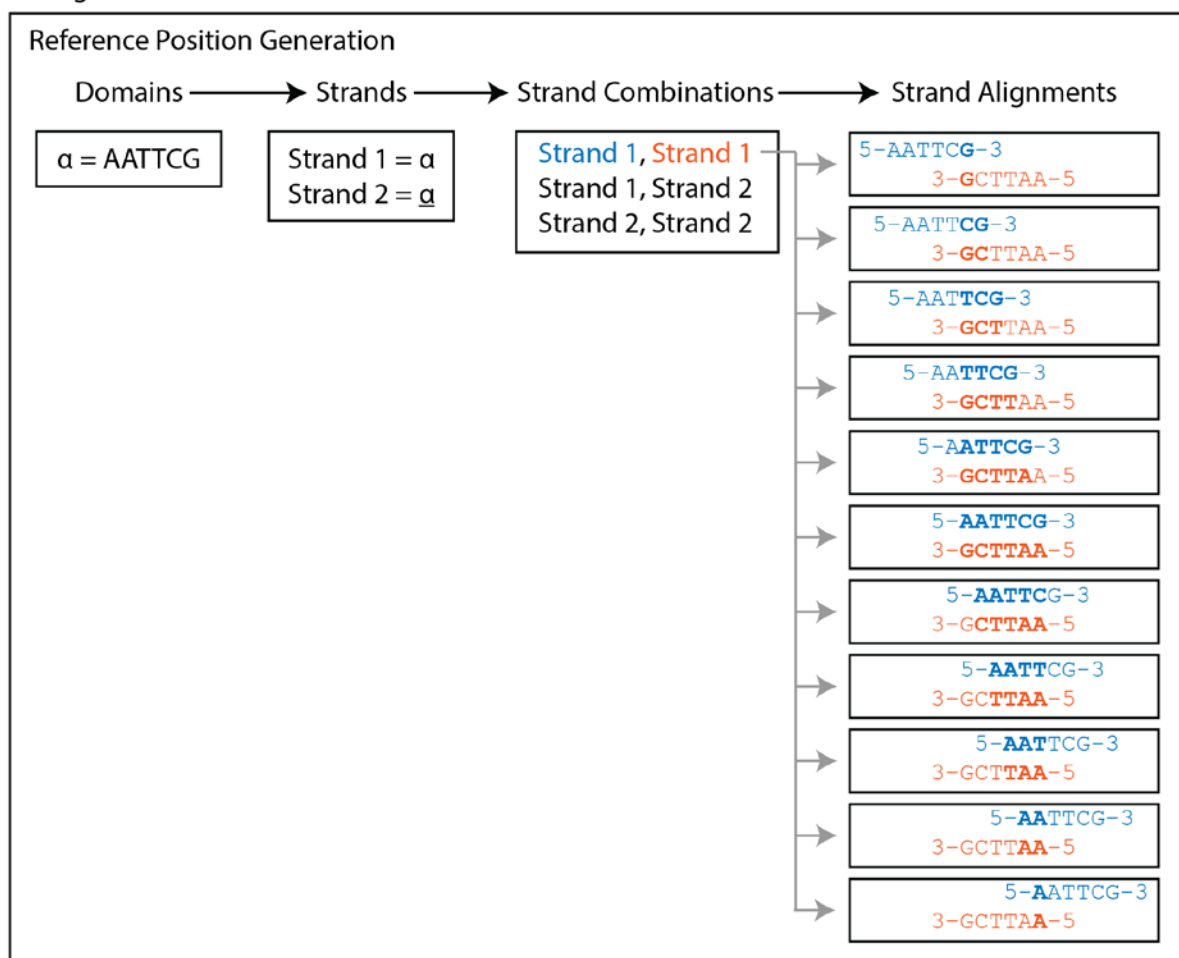 Reference Position Generation
Domains Strands Strand Combinations Strand Alignments
α = AATTCG
Strand 1 = α
Strand 2 = α
Strand 1, Strand 1
Strand 1, Strand 2
Strand 2, Strand 2
5-AATTCG-3
3-GCTTAA-5
5-AATTCG-3
3-GCTTAA-5
5-AATTCG-3
3-GCTTAA-5
5-AATTCG-3
3-GCTTAA-5
5-AATTCG-3
3-GCTTAA-5
5-AATTCG-3
3-GCTTAA-5
5-AATTCG-3
3-GCTTAA-5
5-AATTCG-3
3-GCTTAA-5
5-AATTCG-3
3-GCTTAA-5
5-AATTCG-3
3-GCTTAA-5
5-AATTCG-3
3-GCTTAA-5